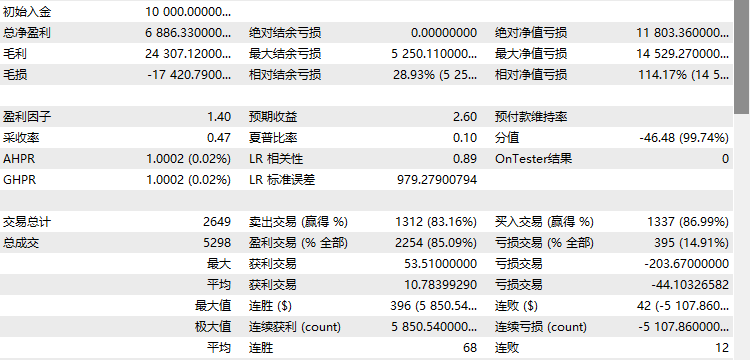 初始入金 10 000.00000...
总净盈利 6 886.330000... 绝对结余亏损 0.00000000 绝对净值亏损 11 803.360000...
毛利 24 307.12000... 最大结余亏损 5 250.110000... 最大净值亏损 14 529.270000...
毛损 -17 420.7900... 相对结余亏损 28.93% (5 25... 相对净值亏损 114.17% (14 5...
盈利因子 1.40 预期收益 2.60 预付款维持率
采收率 0.47 夏普比率 0.10 分值 -46.48 (99.74%)
AHPR 1.0002 (0.02%) LR 相关性 0.89 OnTester结果 0
GHPR 1.0002 (0.02%) LR 标准误差 979.27900794
交易总计 2649 卖出交易 (赢得 %) 1312 (83.16%) 买入交易 (赢得 %) 1337 (86.99%)
总成交 5298 盈利交易 (% 全部) 2254 (85.09%) 亏损交易 (% 全部) 395 (14.91%)
最大 获利交易 53.51000000 亏损交易 -203.67000000
平均 获利交易 10.78399290 亏损交易 -44.10326582
最大值 连胜 ($) 396 (5 850.54... 连败 ($) 42 (-5 107.860...
极大值 连续获利 (count) 5 850.540000... 连续亏损 (count) -5 107.860000...
平均 连胜 68 连败 12